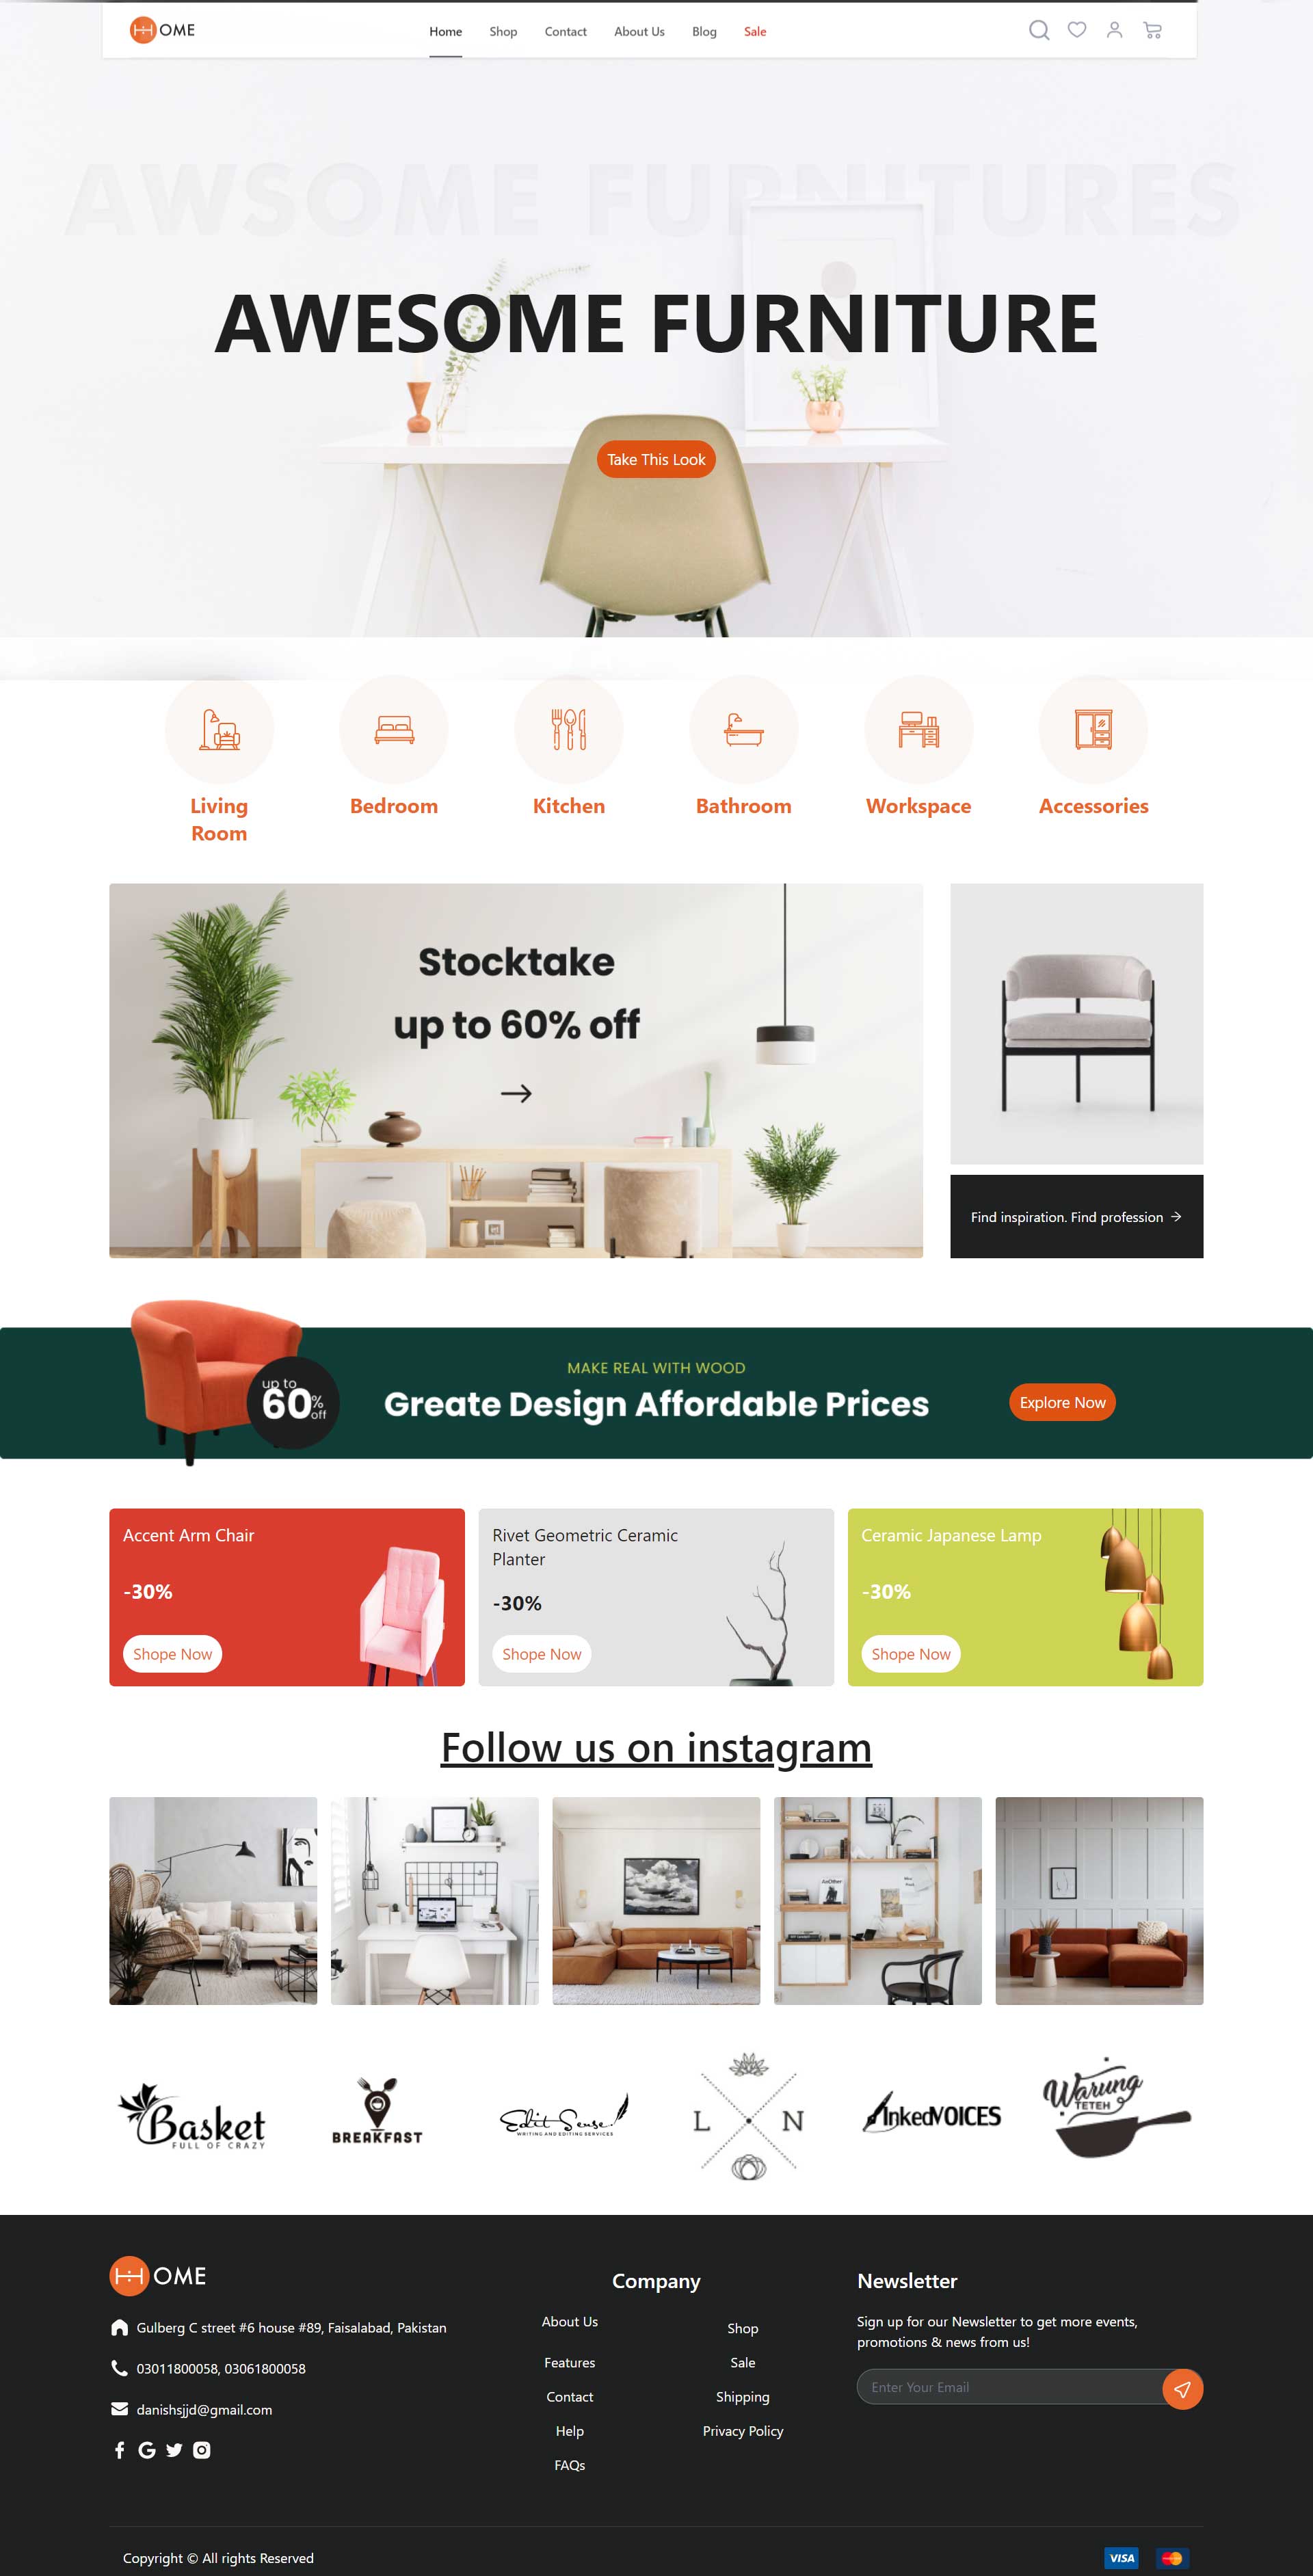 OME
Home
Shop
Contact
About Us
Blog
Sale
AWSOME FURNITURES
AWESOME FURNITURE
Take This Look
Living
Room
Bedroom
Kitchen
Bathroom
Workspace
Accessories
Stocktake
up to 60% off
Find inspiration. Find profession
up to
60%
off
MAKE REAL WITH WOOD
Greate Design Affordable Prices
Explore Now
Accent Arm Chair
-30%
Shope Now
Rivet Geometric Ceramic
Planter
-30%
Shope Now
Ceramic Japanese Lamp
-30%
Shope Now
Follow us on instagram
Basket
FULL OF CRAZY
BREAKFAST
Edit Sense
WRITING AND EDITING SERVICES
L N
InkedVOICES
Warung
TETEH
OME
Gulberg C street #6 house #89, Faisalabad, Pakistan
03011800058, 03061800058
danishsjjd@gmail.com
Company
About Us
Features
Contact
Help
FAQs
Shop
Sale
Shipping
Privacy Policy
Newsletter
Sign up for our Newsletter to get more events,
promotions & news from us!
Enter Your Email
Copyright © All rights Reserved
VISA